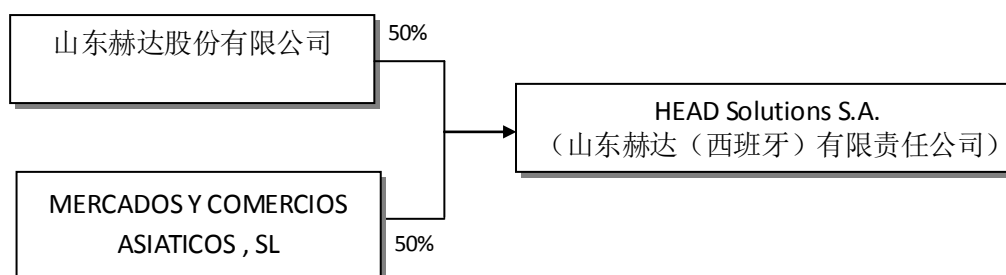 山东赫达股份有限公司
50%
HEAD Solutions S.A.
（山东赫达（西班牙）有限责任公司）
MERCADOS Y COMERCIOS
ASIATICOS , SL
50%